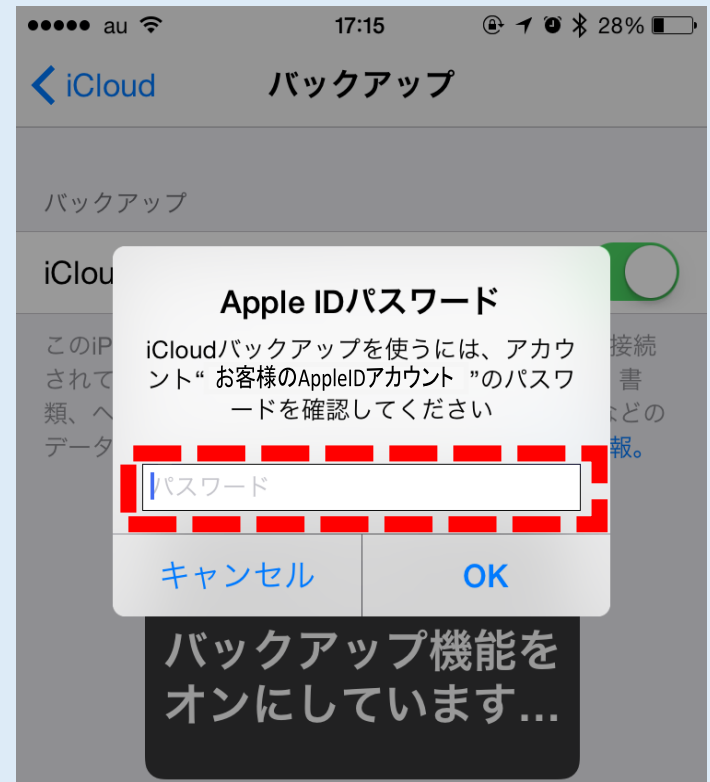 au 17:15 28%
iCloud バックアップ
バックアップ
iClou
Apple IDパスワード
このiP
iCloudバックアップを使うには、アカウ
接続
されて
ント“ お客様のAppleIDアカウント ”のパスワ
書
類、ヘ
ードを確認してください
などの
データ
報。
パスワード
キャンセル OK
バックアップ機能を
オンにしています...